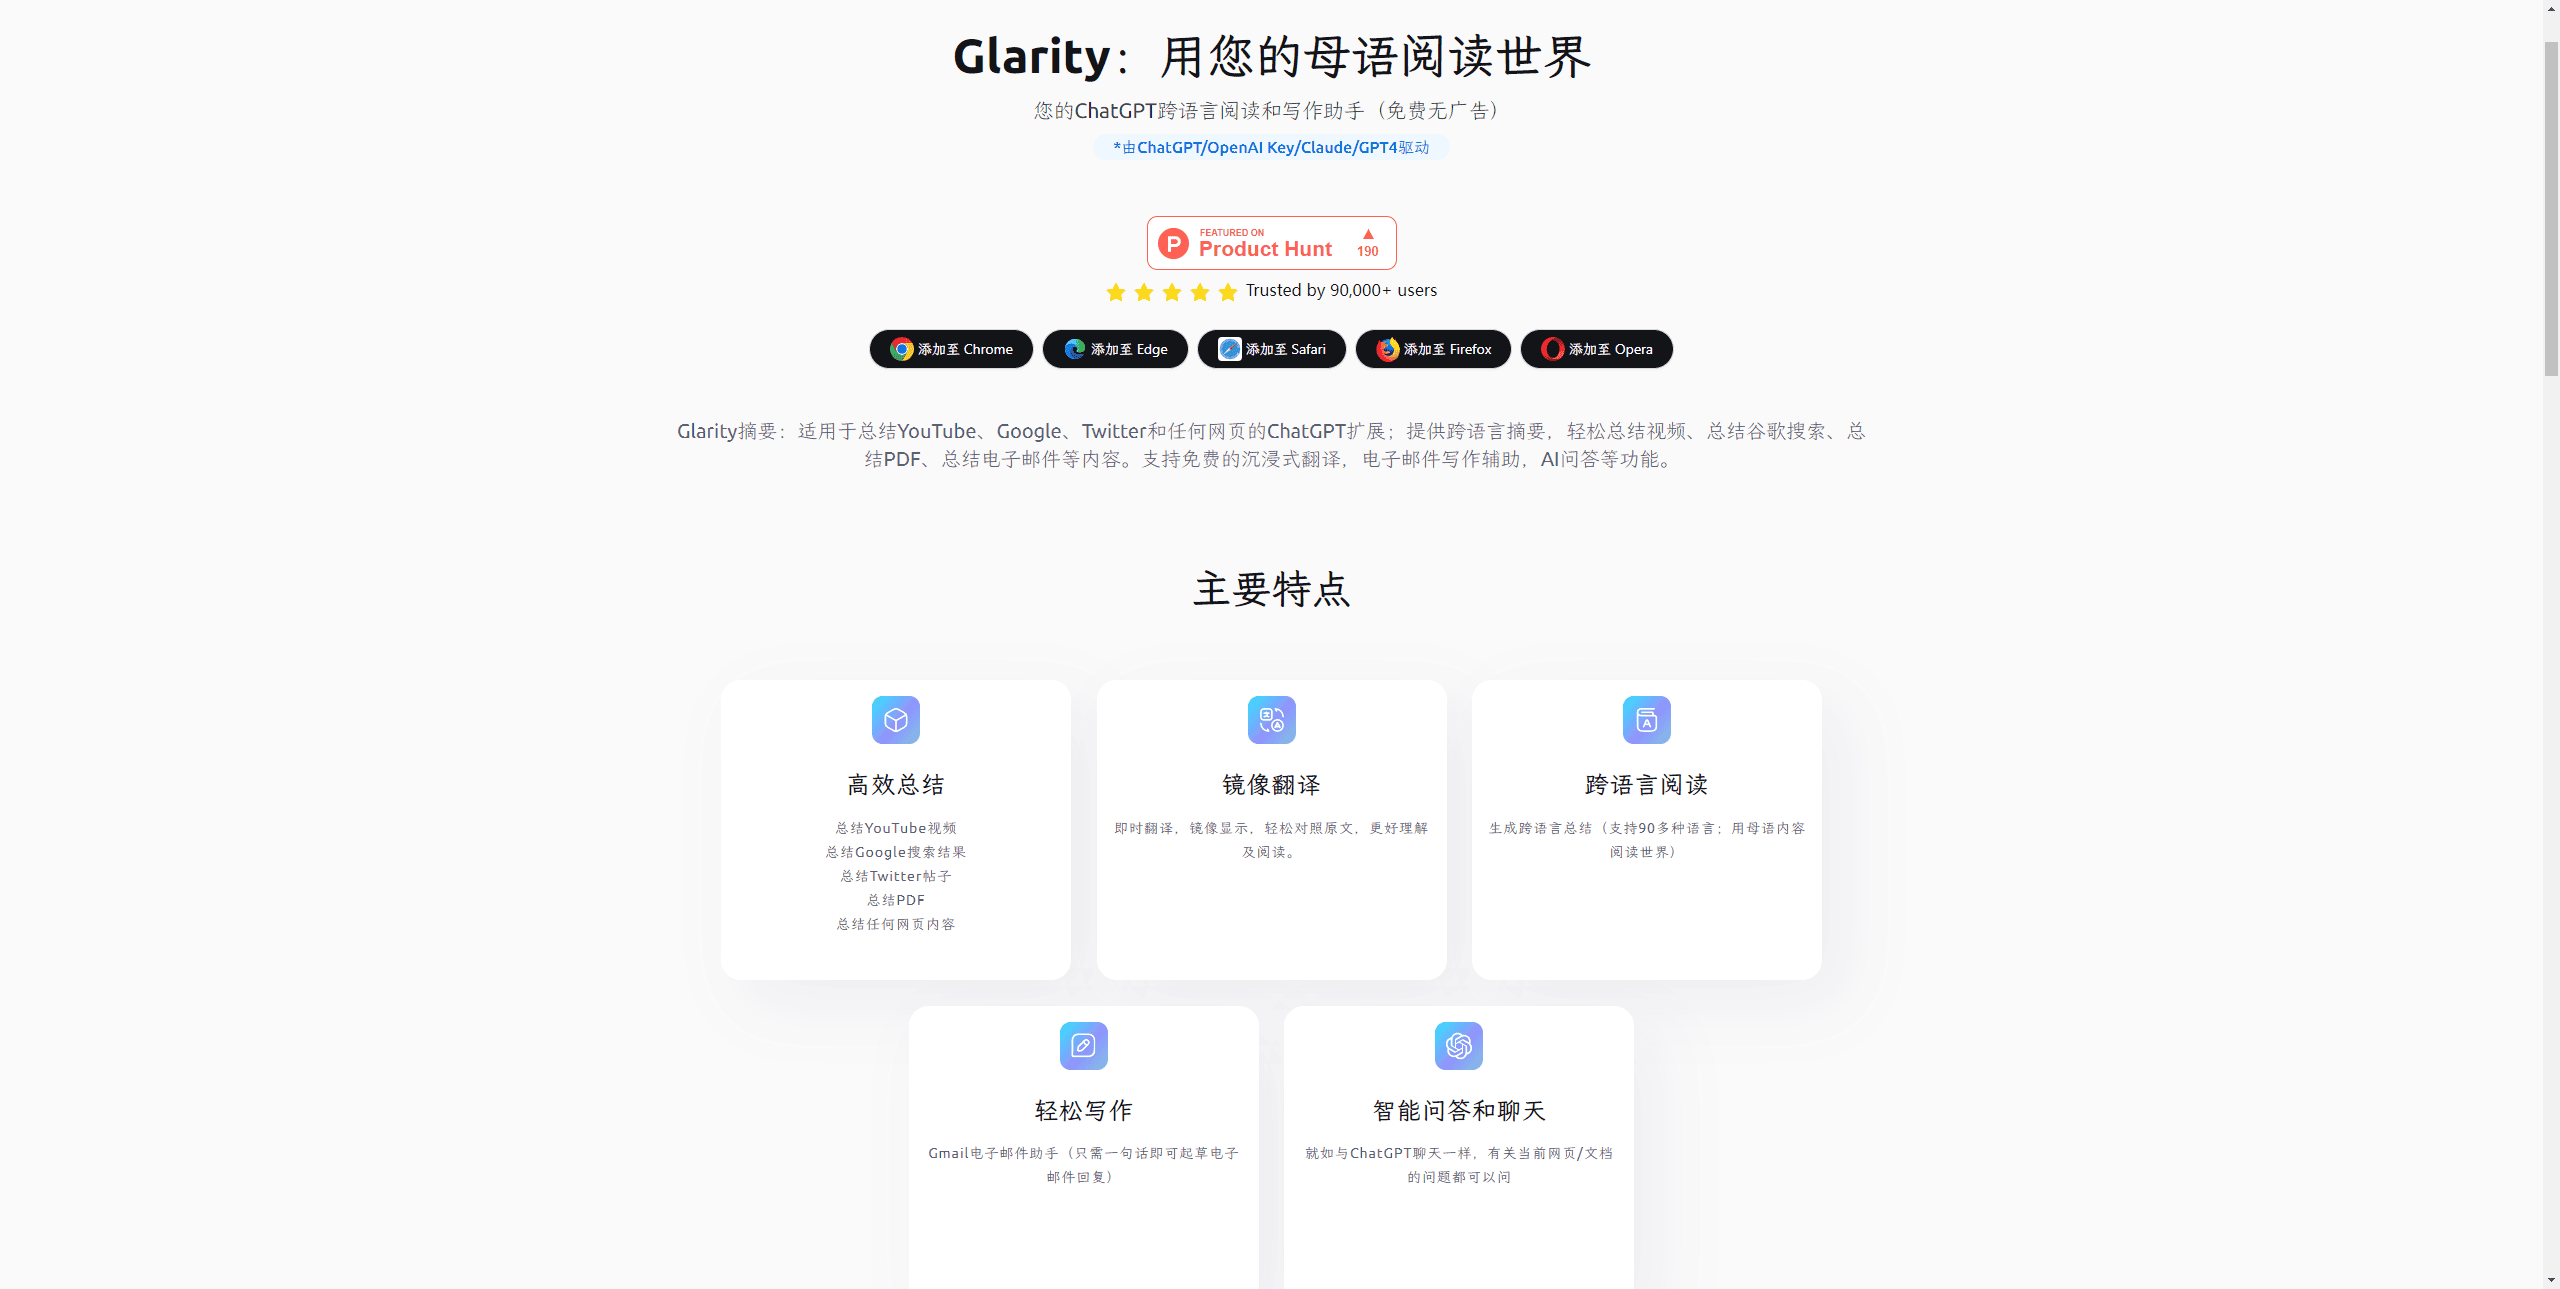 Glarity：用您的母语阅读世界
您的ChatGPT跨语言阅读和写作助手（免费无广告）
*由ChatGPT/OpenAI Key/Claude/GPT4驱动
FEATURED ON
Product Hunt
190
Trusted by 90,000+ users
添加至 Chrome
添加至 Edge
添加至 Safari
添加至 Firefox
添加至 Opera
Glarity摘要：适用于总结YouTube、Google、Twitter和任何网页的ChatGPT扩展；提供跨语言摘要，轻松总结视频、总结谷歌搜索、总
结PDF、总结电子邮件等内容。支持免费的沉浸式翻译，电子邮件写作辅助，AI问答等功能。
主要特点
高效总结
总结YouTube视频
总结Google搜索结果
总结Twitter帖子
总结PDF
总结任何网页内容
镜像翻译
即时翻译，镜像显示，轻松对照原文，更好理解
及阅读。
跨语言阅读
生成跨语言总结（支持90多种语言；用母语内容
阅读世界）
轻松写作
Gmail电子邮件助手（只需一句话即可起草电子
邮件回复）
智能问答和聊天
就如与ChatGPT聊天一样，有关当前网页/文档
的问题都可以问